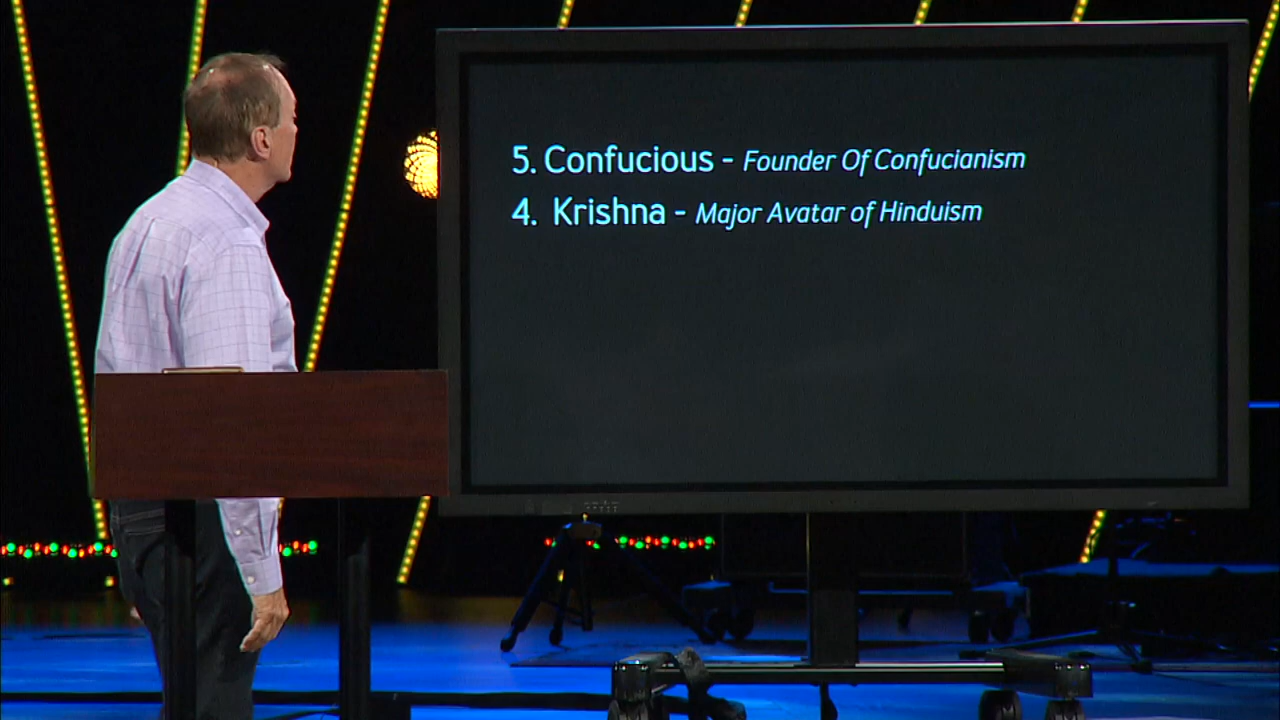 5. Confucious - Founder Of Confucianism
4. Krishna - Major Avatar of Hinduism